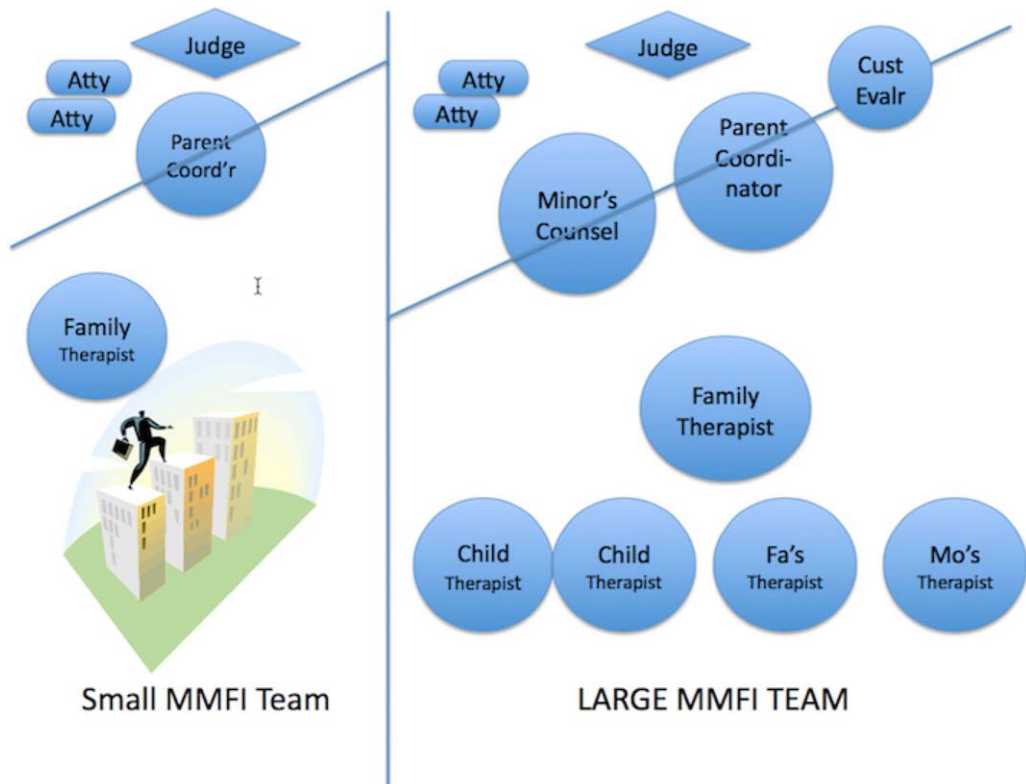 Judge
Atty
Atty
Parent
Coord'r
Family
Therapist
Small MMFI Team
Judge
Atty
Atty
Cust
Evalr
Parent
Coordi-
nator
Minor's
Counsel
Family
Therapist
Child
Therapist
Child
Therapist
Fa's
Therapist
Mo's
Therapist
LARGE MMFI TEAM